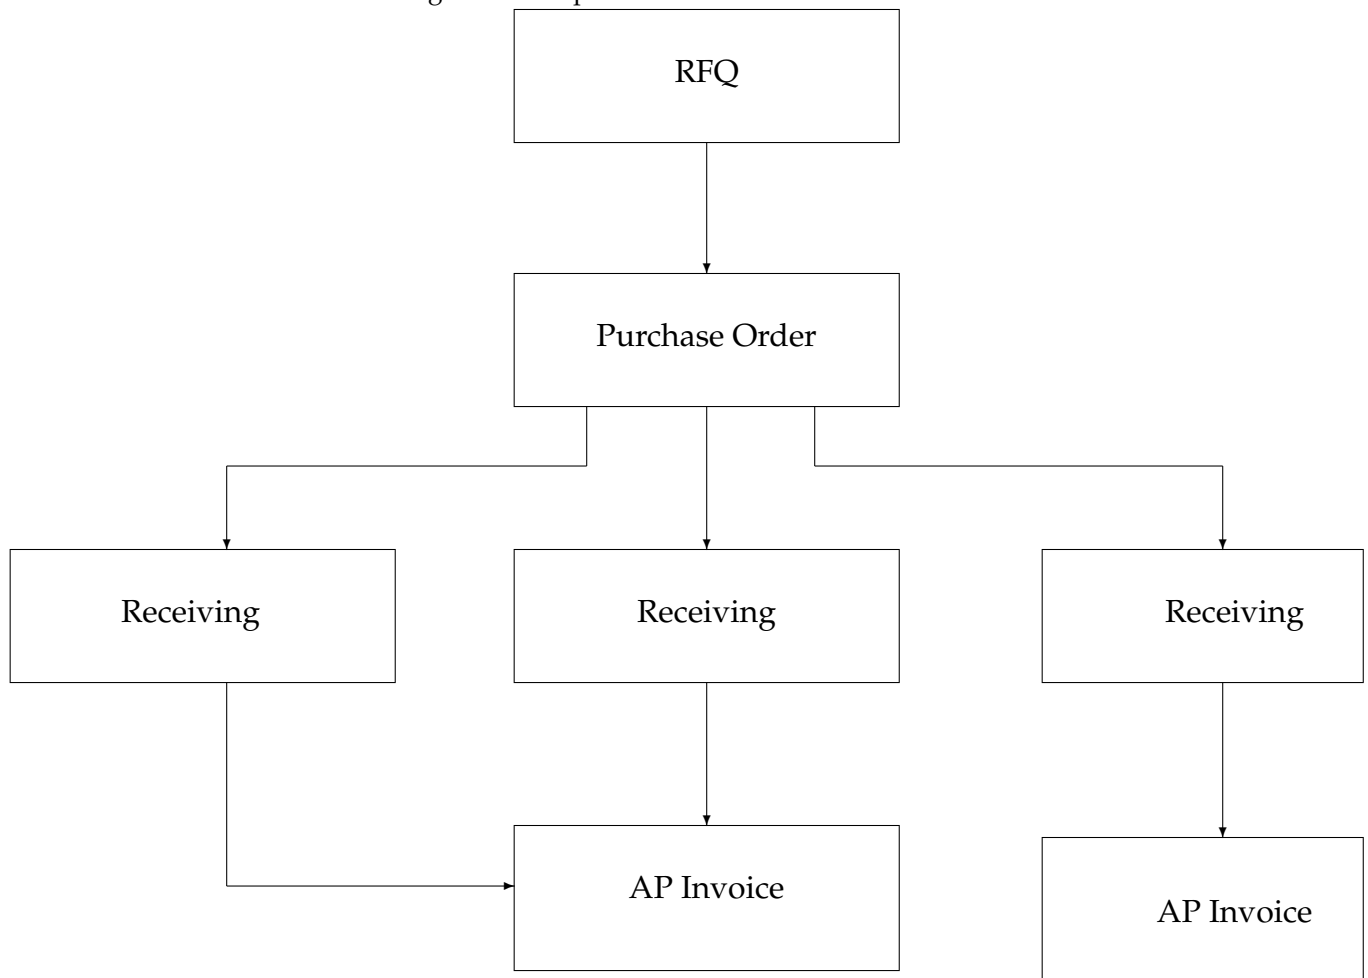 RFQ
Purchase Order
Receiving
Receiving
Receiving
AP Invoice
AP Invoice